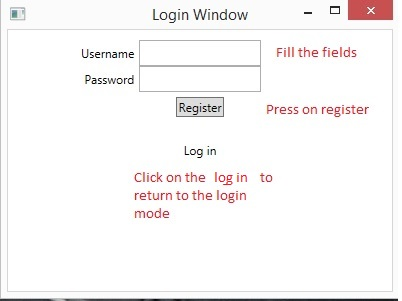 Login Window
Username
Fill the fields
Password
Register
Press on register
Log in
Click on the log in to
return to the login
mode